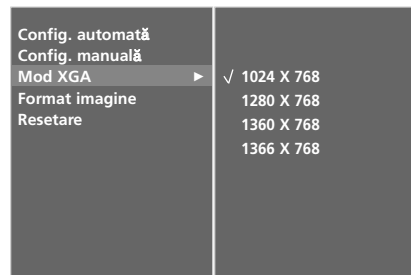 Config. automată
Config. manuală
Mod XGA ►
Format imagine
Resetare
√ 1024 X 768
1280 X 768
1360 X 768
1366 X 768